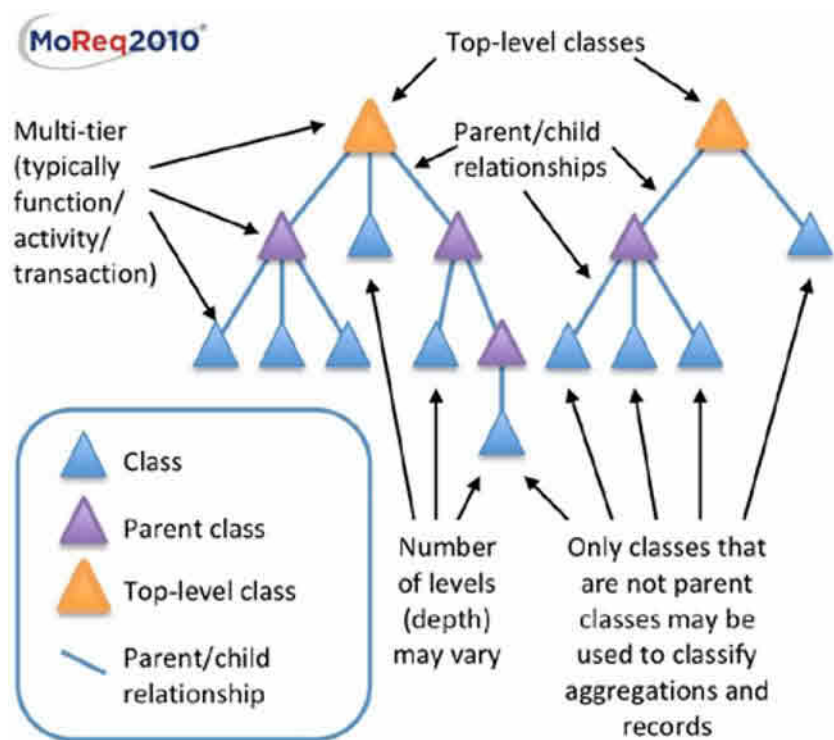 MoReq2010®
Top-level classes
Multi-tier
(typically
function/
activity/
transaction)
Parent/child
relationships
Class
Parent class
Top-level class
Parent/child
relationship
Number
of levels
(depth)
may vary
Only classes that
are not parent
classes may be
used to classify
aggregations and
records